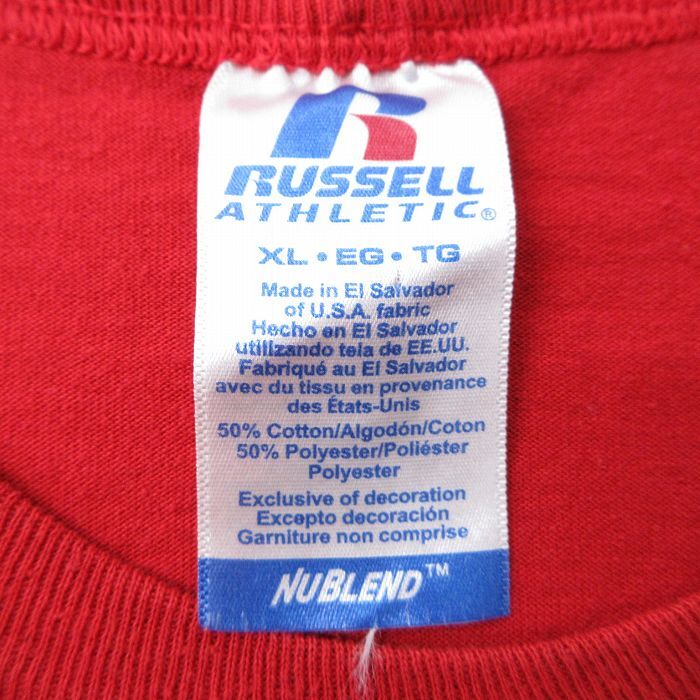 RUSSELL
ATHLETIC®
XL • EG • TG
Made in El Salvador
of U.S.A. fabric
Hecho en El Salvador
utilizando tela de EE.UU.
Fabriqué au El Salvador
avec du tissu en provenance
des États-Unis
50% Cotton/Algodón/Coton
50% Polyester/Poliéster
Polyester
Exclusive of decoration
Excepto decoración
Garniture non comprise
NUBLEND™